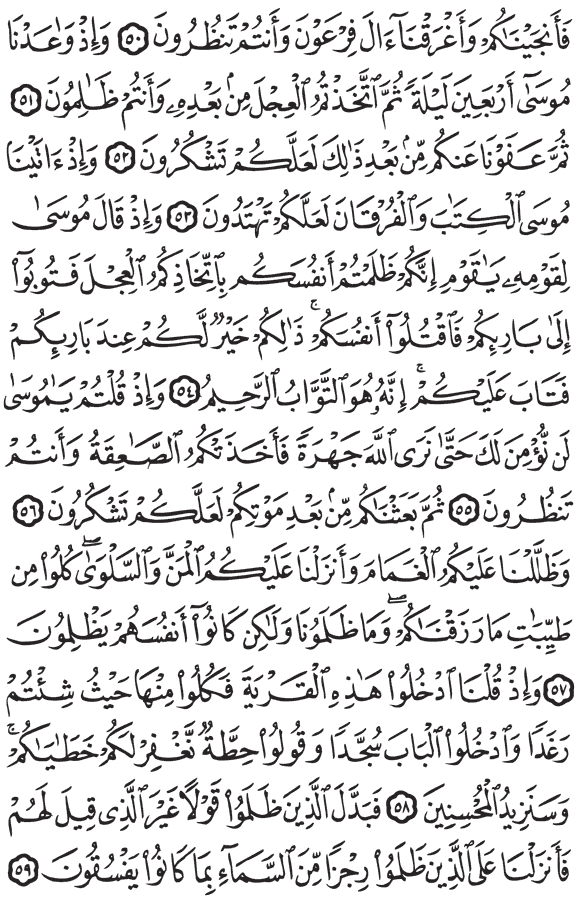 فَأَنجَيْنَاكُمْ وَأَغْرَقْنَآ ءَالَ فِرْعَوْنَ وَأَنتُمْ تَنظُرُونَ ٥٠ وَإِذْ وَٰعَدْنَا
مُوسَىٰٓ أَرْبَعِينَ لَيْلَةً ثُمَّ ٱتَّخَذْتُمُ ٱلْعِجْلَ مِنۢ بَعْدِهِۦ وَأَنتُمْ ظَٰلِمُونَ ٥١
ثُمَّ عَفَوْنَا عَنكُم مِّنۢ بَعْدِ ذَٰلِكَ لَعَلَّكُمْ تَشْكُرُونَ ٥٢ وَإِذْ ءَاتَيْنَا
مُوسَى ٱلْكِتَٰبَ وَٱلْفُرْقَانَ لَعَلَّكُمْ تَهْتَدُونَ ٥٣ وَإِذْ قَالَ مُوسَىٰ
لِقَوْمِهِۦ يَٰقَوْمِ إِنَّكُمْ ظَلَمْتُمْ أَنفُسَكُم بِٱتِّخَاذِكُمُ ٱلْعِجْلَ فَتُوبُوٓا۟
إِلَىٰ بَارِئِكُمْ فَٱقْتُلُوٓا۟ أَنفُسَكُمْ ۚ ذَٰلِكُمْ خَيْرٌ لَّكُمْ عِندَ بَارِئِكُمْ
فَتَابَ عَلَيْكُمْ ۚ إِنَّهُۥ هُوَ ٱلتَّوَّابُ ٱلرَّحِيمُ ٥٤ وَإِذْ قُلْتُمْ يَٰمُوسَىٰ
لَن نُّؤْمِنَ لَكَ حَتَّىٰ نَرَى ٱللَّهَ جَهْرَةً فَأَخَذَتْكُمُ ٱلصَّٰعِقَةُ وَأَنتُمْ
تَنظُرُونَ ٥٥ ثُمَّ بَعَثْنَٰكُم مِّنۢ بَعْدِ مَوْتِكُمْ لَعَلَّكُمْ تَشْكُرُونَ ٥٦
وَظَلَّلْنَا عَلَيْكُمُ ٱلْغَمَامَ وَأَنزَلْنَا عَلَيْكُمُ ٱلْمَنَّ وَٱلسَّلْوَىٰ ۖ كُلُوا۟ مِن
طَيِّبَٰتِ مَا رَزَقْنَٰكُمْ ۖ وَمَا ظَلَمُونَا وَلَٰكِن كَانُوٓا۟ أَنفُسَهُمْ يَظْلِمُونَ
٥٧ وَإِذْ قُلْنَا ٱدْخُلُوا۟ هَٰذِهِ ٱلْقَرْيَةَ فَكُلُوا۟ مِنْهَا حَيْثُ شِئْتُمْ
رَغَدًا وَٱدْخُلُوا۟ ٱلْبَابَ سُجَّدًا وَقُولُوا۟ حِطَّةٌ نَّغْفِرْ لَكُمْ خَطَٰيَٰكُمْ ۚ
وَسَنَزِيدُ ٱلْمُحْسِنِينَ ٥٨ فَبَدَّلَ ٱلَّذِينَ ظَلَمُوا۟ قَوْلًا غَيْرَ ٱلَّذِى قِيلَ لَهُمْ
فَأَنزَلْنَا عَلَى ٱلَّذِينَ ظَلَمُوا۟ رِجْزًا مِّنَ ٱلسَّمَآءِ بِمَا كَانُوا۟ يَفْسُقُونَ ٥٩